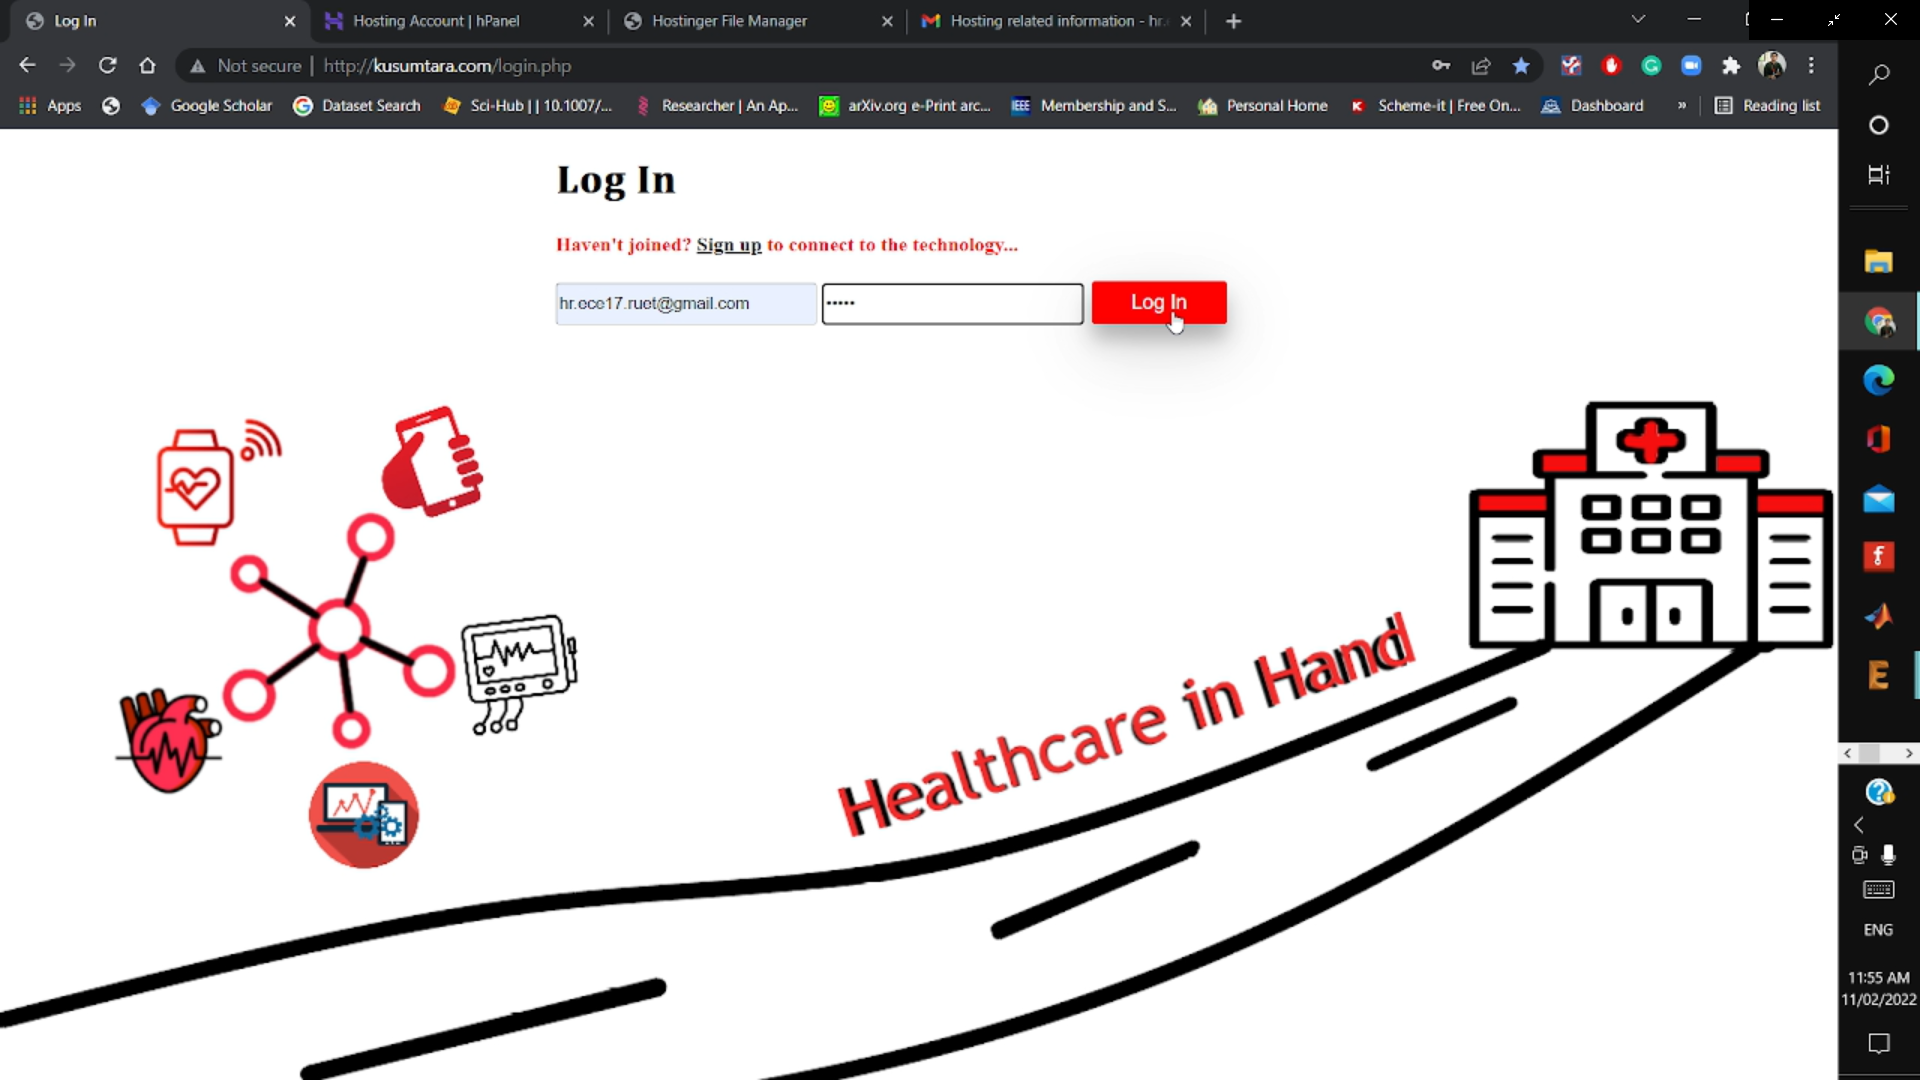 Log In
Hosting Account | hPanel
Hostinger File Manager
Hosting related information - hr.
Not secure | http://kusumtara.com/login.php
Apps
Google Scholar
Dataset Search
Sci-Hub | | 10.1007/...
Researcher | An Ap...
arXiv.org e-Print arc...
IEEE
Membership and S...
Personal Home
Scheme-it | Free On...
Dashboard
»
Reading list
Log In
Haven't joined? Sign up to connect to the technology...
hr.ece17.ruet@gmail.com
•••••
Log In
Healthcare in Hand
ENG
11:55 AM
11/02/2022